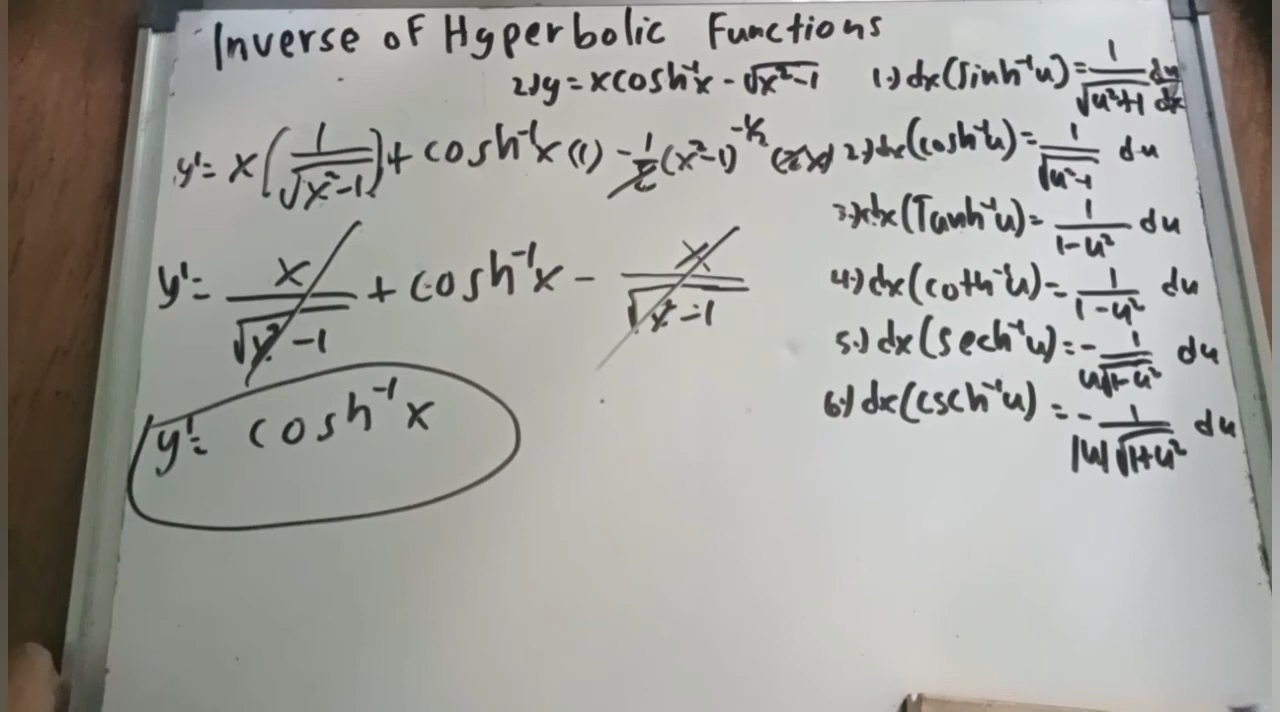 Inverse of Hyperbolic Functions
2.) y = x cosh⁻¹x - √(x²-1)
y' = x(1/√(x²-1)) + cosh⁻¹x (1) - 1/2 (x²-1)^(-1/2) (2x)
y' = x/√(x²-1) + cosh⁻¹x - x/√(x²-1)
y' = cosh⁻¹x
1.) dx(sinh⁻¹u) = 1/√(u²+1) du/dx
2.) dx(cosh⁻¹u) = 1/√(u²-1) du
3.) dx(Tanh⁻¹u) = 1/(1-u²) du
4.) dx(coth⁻¹u) = 1/(1-u²) du
5.) dx(sech⁻¹u) = -1/(u√(1-u²)) du
6.) dx(csch⁻¹u) = -1/(|u|√(1+u²)) du